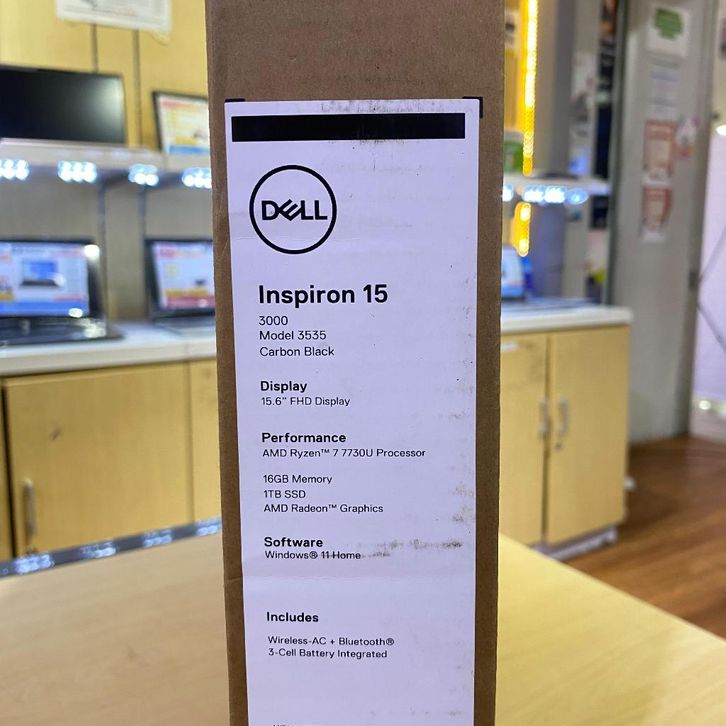 DELL
Inspiron 15
3000
Model 3535
Carbon Black
Display
15.6" FHD Display
Performance
AMD Ryzen™ 7 7730U Processor
16GB Memory
1TB SSD
AMD Radeon™ Graphics
Software
Windows® 11 Home
Includes
Wireless-AC + Bluetooth®
3-Cell Battery Integrated